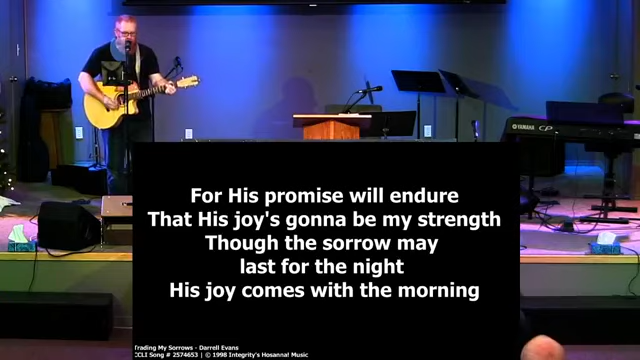 For His promise will endure
That His joy's gonna be my strength
Though the sorrow may
last for the night
His joy comes with the morning
Trading My Sorrows - Darrell Evans
CCLI Song # 2574653 | © 1998 Integrity's Hosanna! Music
YAMAHA CP